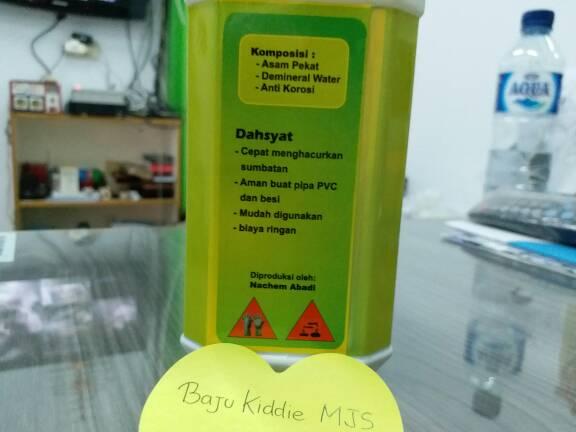 Komposisi :
- Asam Pekat
- Demineral Water
- Anti Korosi
Dahsyat
- Cepat menghacurkan
sumbatan
- Aman buat pipa PVC
dan besi
- Mudah digunakan
- biaya ringan
Diproduksi oleh:
Nachem Abadi
Baju Kiddie MJS
AQUA